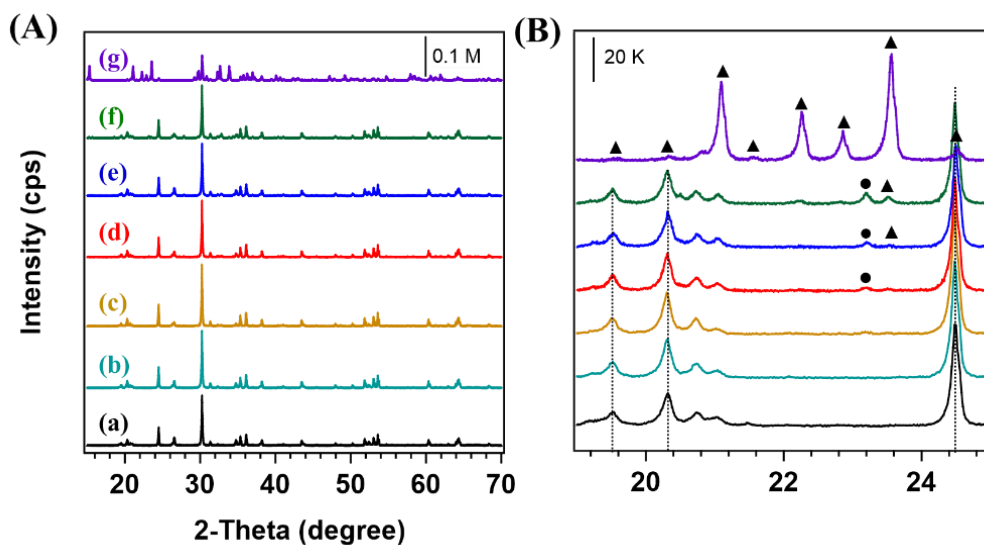 (A)
(g)
0.1 M
(f)
(e)
(d)
(c)
(b)
(a)
Intensity (cps)
20 30 40 50 60 70
2-Theta (degree)
(B)
20 K
20 22 24